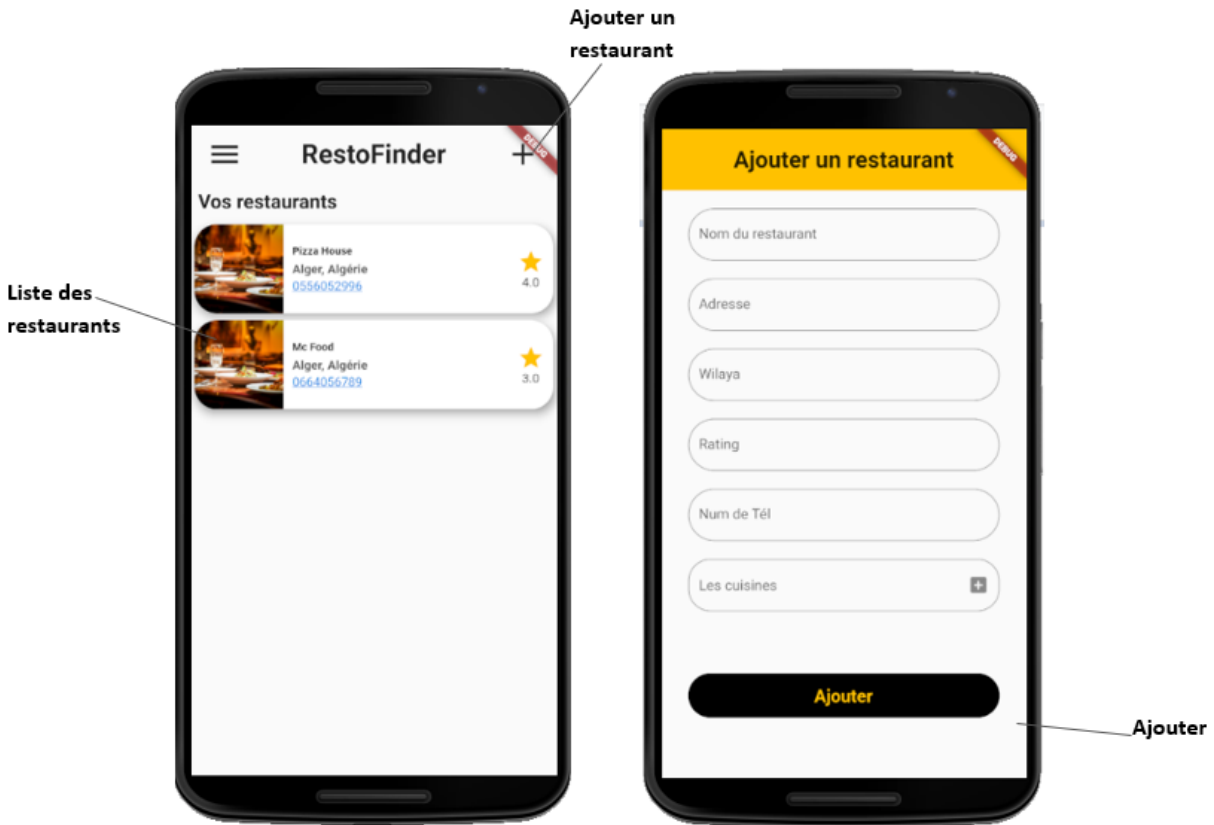 Ajouter un
restaurant
Liste des
restaurants
RestoFinder
DEBUG
Vos restaurants
Pizza House
Alger, Algérie
0556052996
4.0
Mc Food
Alger, Algérie
0664056789
3.0
Ajouter un restaurant
DEBUG
Nom du restaurant
Adresse
Wilaya
Rating
Num de Tél
Les cuisines
Ajouter
Ajouter